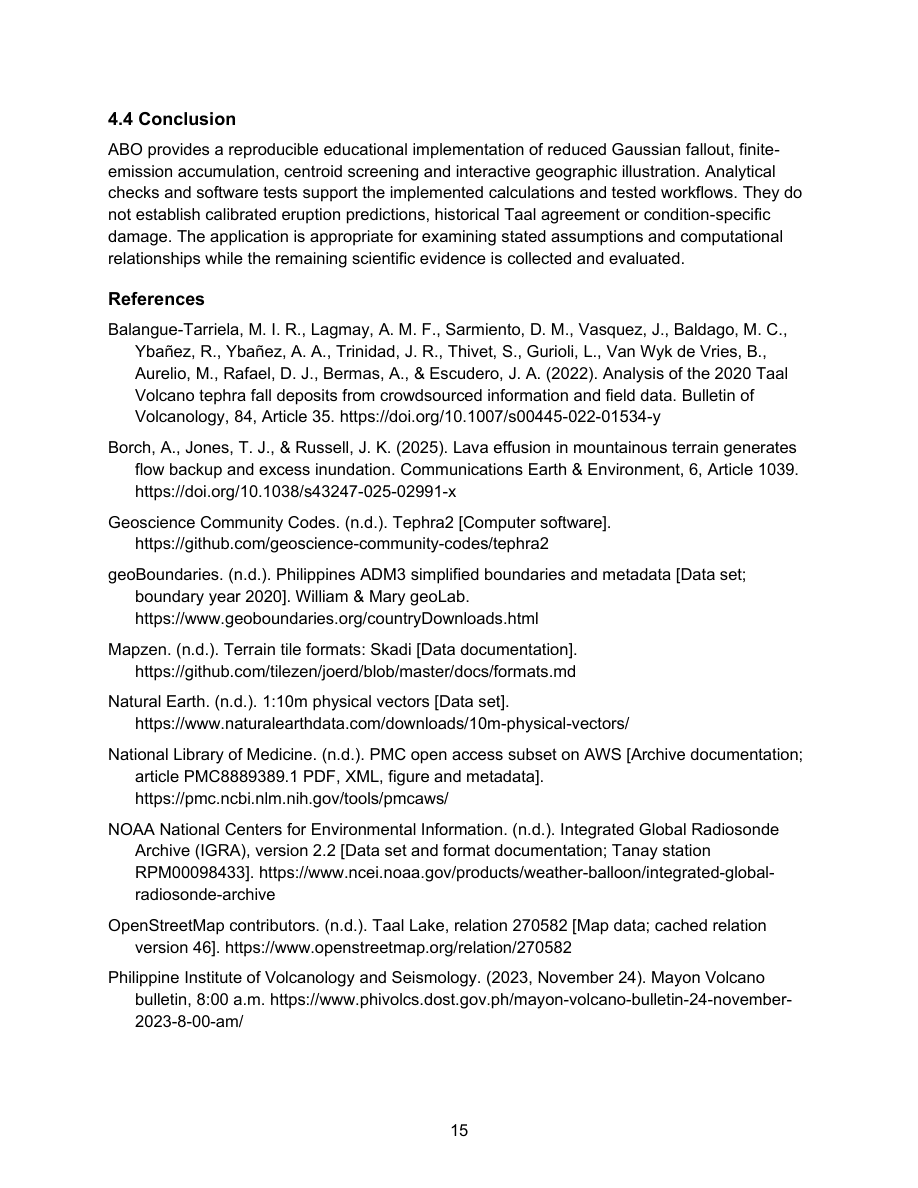 4.4 Conclusion
ABO provides a reproducible educational implementation of reduced Gaussian fallout, finite-
emission accumulation, centroid screening and interactive geographic illustration. Analytical
checks and software tests support the implemented calculations and tested workflows. They do
not establish calibrated eruption predictions, historical Taal agreement or condition-specific
damage. The application is appropriate for examining stated assumptions and computational
relationships while the remaining scientific evidence is collected and evaluated.
References
Balangue-Tarriela, M. I. R., Lagmay, A. M. F., Sarmiento, D. M., Vasquez, J., Baldago, M. C.,
Ybañez, R., Ybañez, A. A., Trinidad, J. R., Thivet, S., Gurioli, L., Van Wyk de Vries, B.,
Aurelio, M., Rafael, D. J., Bermas, A., & Escudero, J. A. (2022). Analysis of the 2020 Taal
Volcano tephra fall deposits from crowdsourced information and field data. Bulletin of
Volcanology, 84, Article 35. https://doi.org/10.1007/s00445-022-01534-y
Borch, A., Jones, T. J., & Russell, J. K. (2025). Lava effusion in mountainous terrain generates
flow backup and excess inundation. Communications Earth & Environment, 6, Article 1039.
https://doi.org/10.1038/s43247-025-02991-x
Geoscience Community Codes. (n.d.). Tephra2 [Computer software].
https://github.com/geoscience-community-codes/tephra2
geoBoundaries. (n.d.). Philippines ADM3 simplified boundaries and metadata [Data set;
boundary year 2020]. William & Mary geoLab.
https://www.geoboundaries.org/countryDownloads.html
Mapzen. (n.d.). Terrain tile formats: Skadi [Data documentation].
https://github.com/tilezen/joerd/blob/master/docs/formats.md
Natural Earth. (n.d.). 1:10m physical vectors [Data set].
https://www.naturalearthdata.com/downloads/10m-physical-vectors/
National Library of Medicine. (n.d.). PMC open access subset on AWS [Archive documentation;
article PMC8889389.1 PDF, XML, figure and metadata].
https://pmc.ncbi.nlm.nih.gov/tools/pmcaws/
NOAA National Centers for Environmental Information. (n.d.). Integrated Global Radiosonde
Archive (IGRA), version 2.2 [Data set and format documentation; Tanay station
RPM00098433]. https://www.ncei.noaa.gov/products/weather-balloon/integrated-global-
radiosonde-archive
OpenStreetMap contributors. (n.d.). Taal Lake, relation 270582 [Map data; cached relation
version 46]. https://www.openstreetmap.org/relation/270582
Philippine Institute of Volcanology and Seismology. (2023, November 24). Mayon Volcano
bulletin, 8:00 a.m. https://www.phivolcs.dost.gov.ph/mayon-volcano-bulletin-24-november-
2023-8-00-am/
15